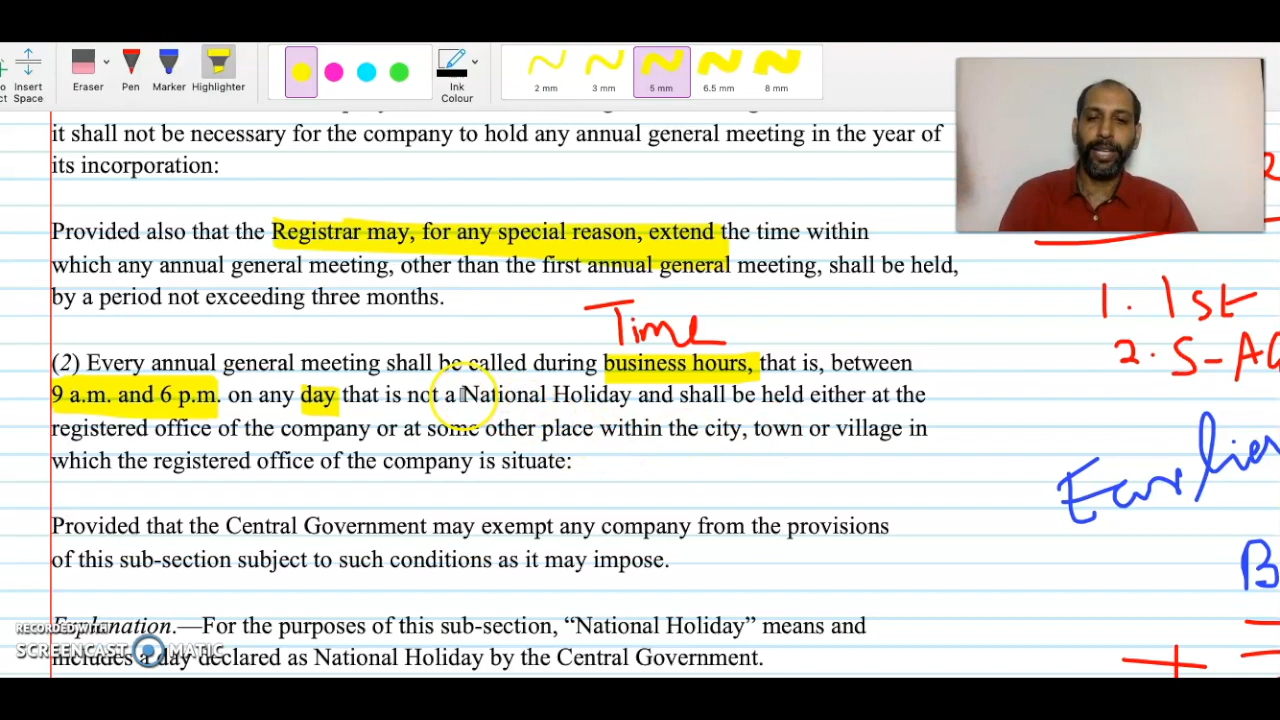 Insert
Space
Eraser
Pen
Marker
Highlighter
Ink
Colour
2 mm
3 mm
5 mm
6.5 mm
8 mm
it shall not be necessary for the company to hold any annual general meeting in the year of
its incorporation:
Provided also that the Registrar may, for any special reason, extend the time within
which any annual general meeting, other than the first annual general meeting, shall be held,
by a period not exceeding three months.
Time
1. 1st
2. S-AG
(2) Every annual general meeting shall be called during business hours, that is, between
9 a.m. and 6 p.m. on any day that is not a National Holiday and shall be held either at the
registered office of the company or at some other place within the city, town or village in
which the registered office of the company is situate:
Earlier
B
Provided that the Central Government may exempt any company from the provisions
of this sub-section subject to such conditions as it may impose.
Explanation.—For the purposes of this sub-section, “National Holiday” means and
includes a day declared as National Holiday by the Central Government.
RECORDED WITH
SCREENCAST MATIC